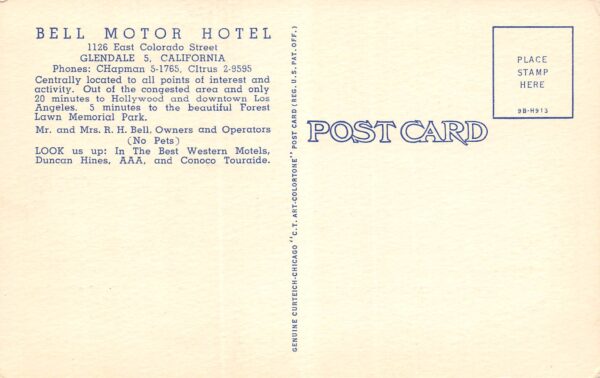 BELL MOTOR HOTEL
1126 East Colorado Street
GLENDALE 5, CALIFORNIA
Phones: CHapman 5-1765, CItrus 2-9595
Centrally located to all points of interest and
activity. Out of the congested area and only
20 minutes to Hollywood and downtown Los
Angeles. 5 minutes to the beautiful Forest
Lawn Memorial Park.
Mr. and Mrs. R. H. Bell, Owners and Operators
(No Pets)
LOOK us up: In The Best Western Motels,
Duncan Hines, AAA, and Conoco Touraide.
GENUINE CURTEICH-CHICAGO "C.T. ART-COLORTONE" POST CARD (REG. U.S. PAT. OFF.)
POST CARD
PLACE
STAMP
HERE
9B-H913